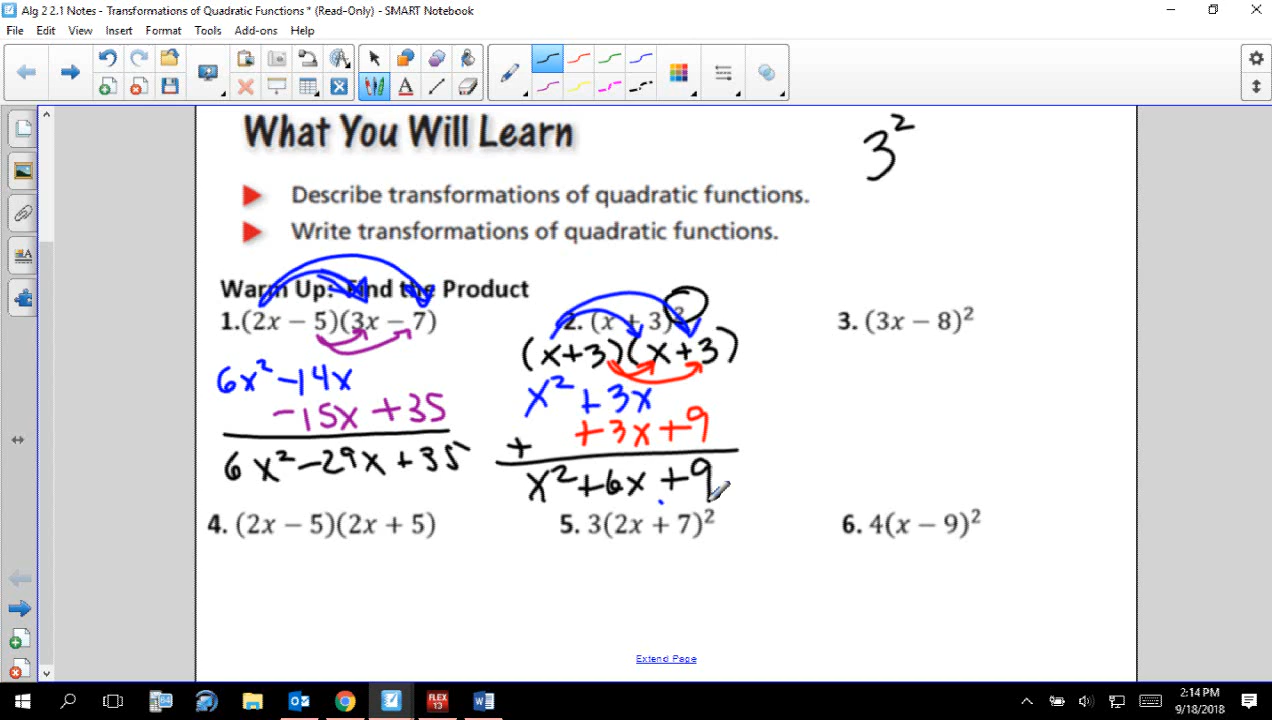 Alg 2 2.1 Notes - Transformations of Quadratic Functions * (Read-Only) - SMART Notebook
File Edit View Insert Format Tools Add-ons Help
What You Will Learn
3²
Describe transformations of quadratic functions.
Write transformations of quadratic functions.
Warm Up: Find the Product
1.(2x − 5)(3x − 7)
2. (x + 3)²
3. (3x − 8)²
(x+3)(x+3)
6x² -14x
x² +3x
-15x +35
+3x +9
+
6x² -29x +35
x² +6x +9
4. (2x − 5)(2x + 5)
5. 3(2x + 7)²
6. 4(x − 9)²
Extend Page
FLEX
13
2:14 PM
9/18/2018